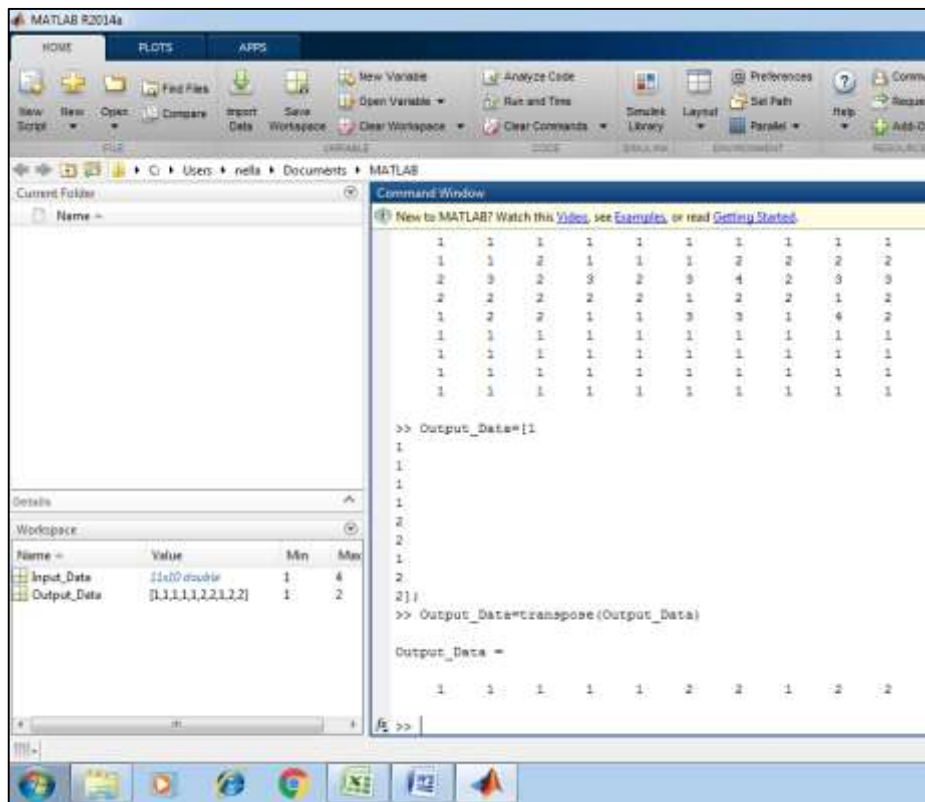 MATLAB R2014a
HOME PLOTS APPS
New Script
New
Open
Find Files
Compare
Import Data
Save Workspace
New Variable
Open Variable
Clear Workspace
Analyze Code
Run and Time
Clear Commands
Simulink Library
Layout
Preferences
Set Path
Parallel
Help
FILE VARIABLE CODE SIMULINK ENVIRONMENT
C: Users nella Documents MATLAB
Current Folder
Name
Details
Workspace
Name Value Min Max
Input_Data 11x10 double 1 4
Output_Data [1,1,1,1,1,2,2,1,2,2] 1 2
Command Window
New to MATLAB? Watch this Video, see Examples, or read Getting Started.
1 1 1 1 1 1 1 1 1 1
1 1 2 1 1 1 2 2 2 2
2 3 2 3 2 3 4 2 3 3
2 2 2 2 2 1 2 2 1 2
1 2 2 1 1 3 3 1 4 2
1 1 1 1 1 1 1 1 1 1
1 1 1 1 1 1 1 1 1 1
1 1 1 1 1 1 1 1 1 1
1 1 1 1 1 1 1 1 1 1
>> Output_Data=[1
1
1
1
1
2
2
1
2
2];
>> Output_Data=transpose(Output_Data)
Output_Data =
1 1 1 1 1 2 2 1 2 2
fx >>